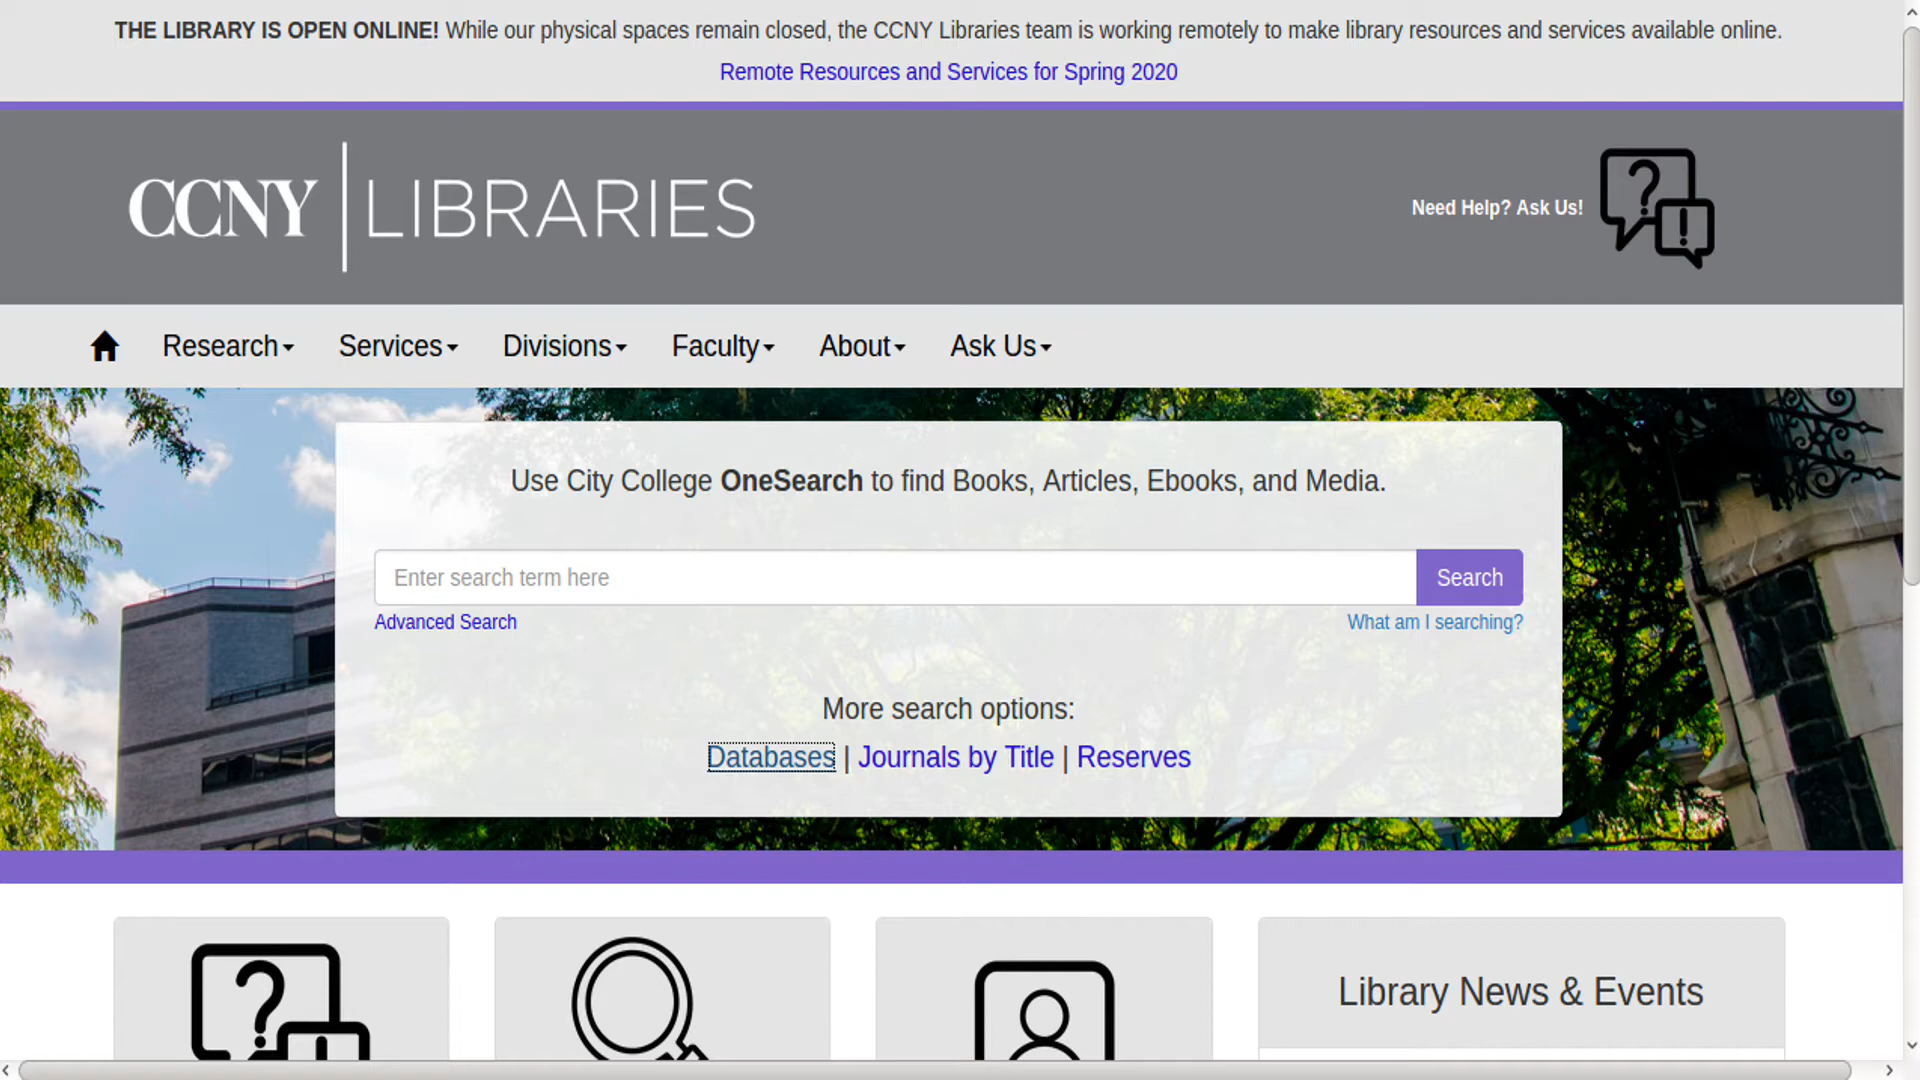 THE LIBRARY IS OPEN ONLINE! While our physical spaces remain closed, the CCNY Libraries team is working remotely to make library resources and services available online.
Remote Resources and Services for Spring 2020
CCNY | LIBRARIES
Need Help? Ask Us!
Research Services Divisions Faculty About Ask Us
Use City College OneSearch to find Books, Articles, Ebooks, and Media.
Enter search term here Search
Advanced Search What am I searching?
More search options:
Databases | Journals by Title | Reserves
Library News & Events